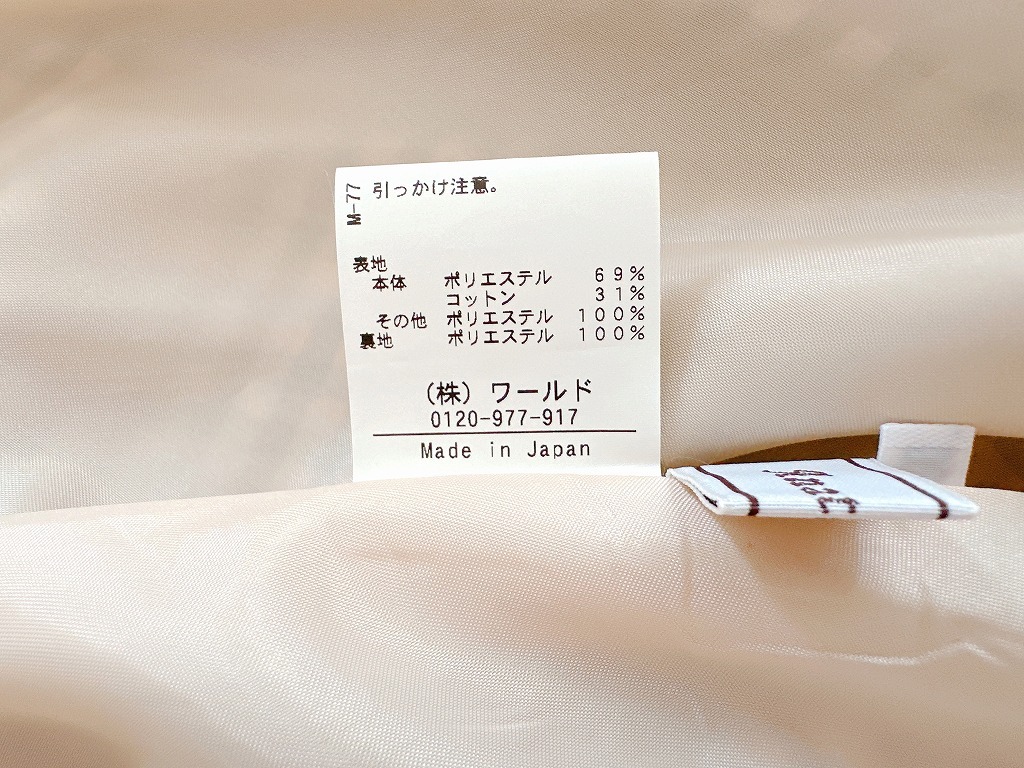 M-77
引っかけ注意。
表地
本体 ポリエステル 69%
コットン 31%
その他 ポリエステル 100%
裏地 ポリエステル 100%
(株) ワールド
0120-977-917
Made in Japan